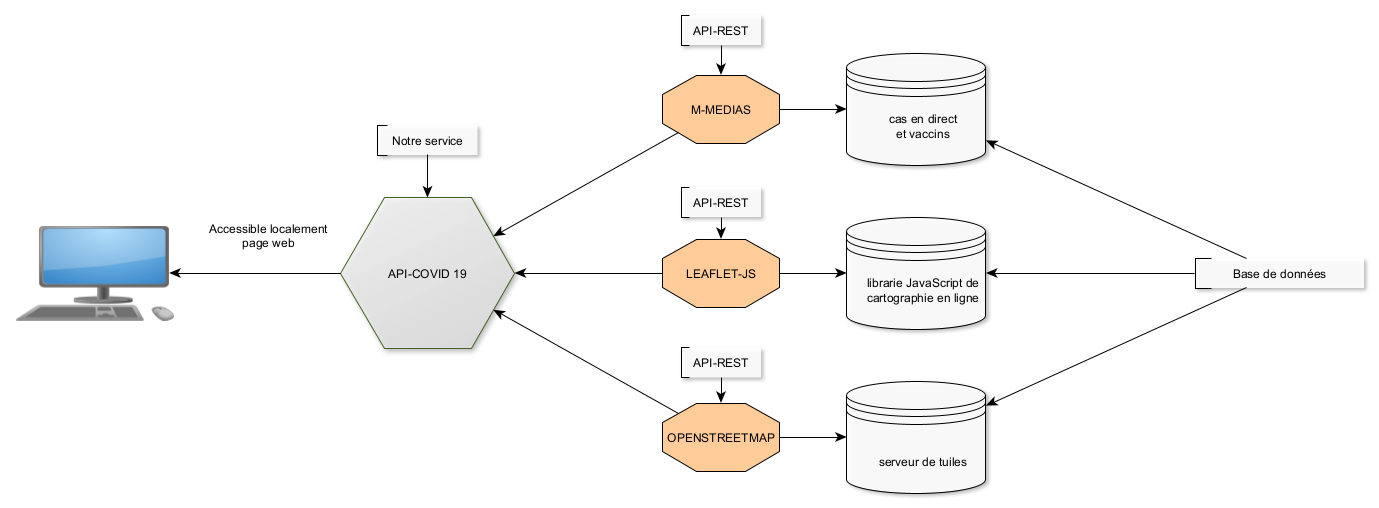 API-REST
M-MEDIAS
cas en direct
et vaccins
Notre service
API-REST
Accessible localement
page web
API-COVID 19
LEAFLET-JS
librarie JavaScript de
cartographie en ligne
Base de données
API-REST
OPENSTREETMAP
serveur de tuiles